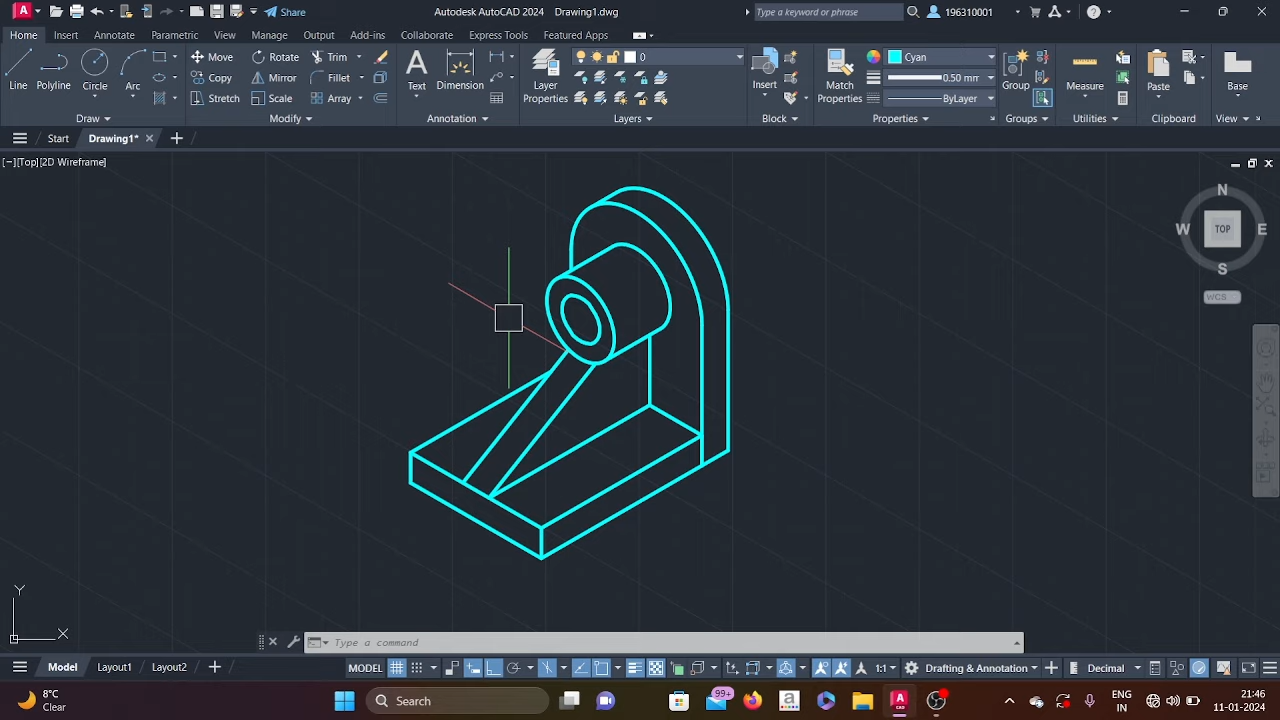 Share
Autodesk AutoCAD 2024 Drawing1.dwg
Type a keyword or phrase
196310001
Home Insert Annotate Parametric View Manage Output Add-ins Collaborate Express Tools Featured Apps
Line Polyline Circle Arc
Move Rotate Trim
Copy Mirror Fillet
Stretch Scale Array
Text Dimension
Layer Properties
0
Insert
Match Properties
Cyan
0.50 mm
ByLayer
Group
Measure
Paste
Base
Draw Modify Annotation Layers Block Properties Groups Utilities Clipboard View
Start Drawing1*
[−][Top][2D Wireframe]
N
W TOP E
S
WCS
Y
X
Type a command
Model Layout1 Layout2
MODEL 1:1 Drafting & Annotation Decimal
8°C
Clear
Search
99+
ENG
IN
21:49
11-01-2024